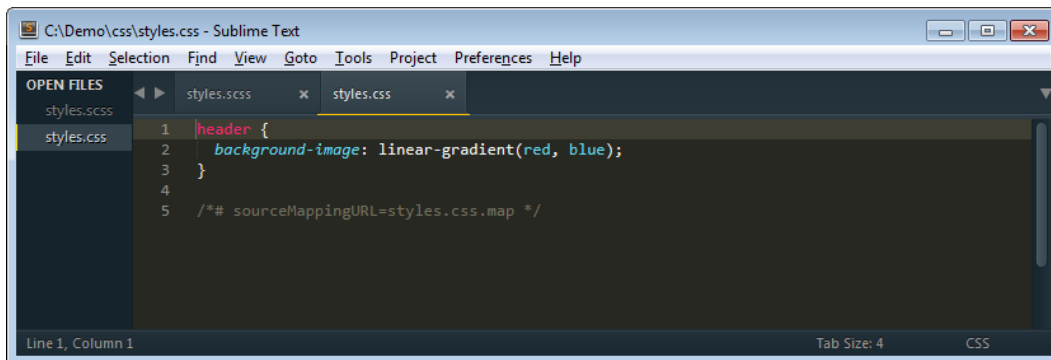 C:\Demo\css\styles.css - Sublime Text
File Edit Selection Find View Goto Tools Project Preferences Help
OPEN FILES
styles.scss
styles.css
styles.scss styles.css
1 header {
2 background-image: linear-gradient(red, blue);
3 }
4
5 /*# sourceMappingURL=styles.css.map */
Line 1, Column 1 Tab Size: 4 CSS